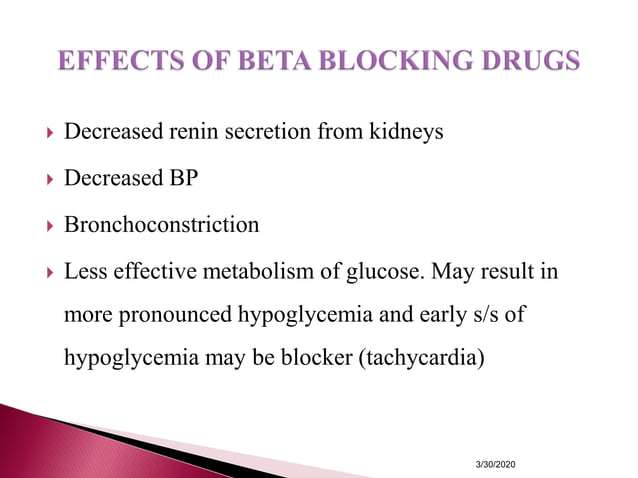 EFFECTS OF BETA BLOCKING DRUGS
Decreased renin secretion from kidneys
Decreased BP
Bronchoconstriction
Less effective metabolism of glucose. May result in
more pronounced hypoglycemia and early s/s of
hypoglycemia may be blocker (tachycardia)
3/30/2020